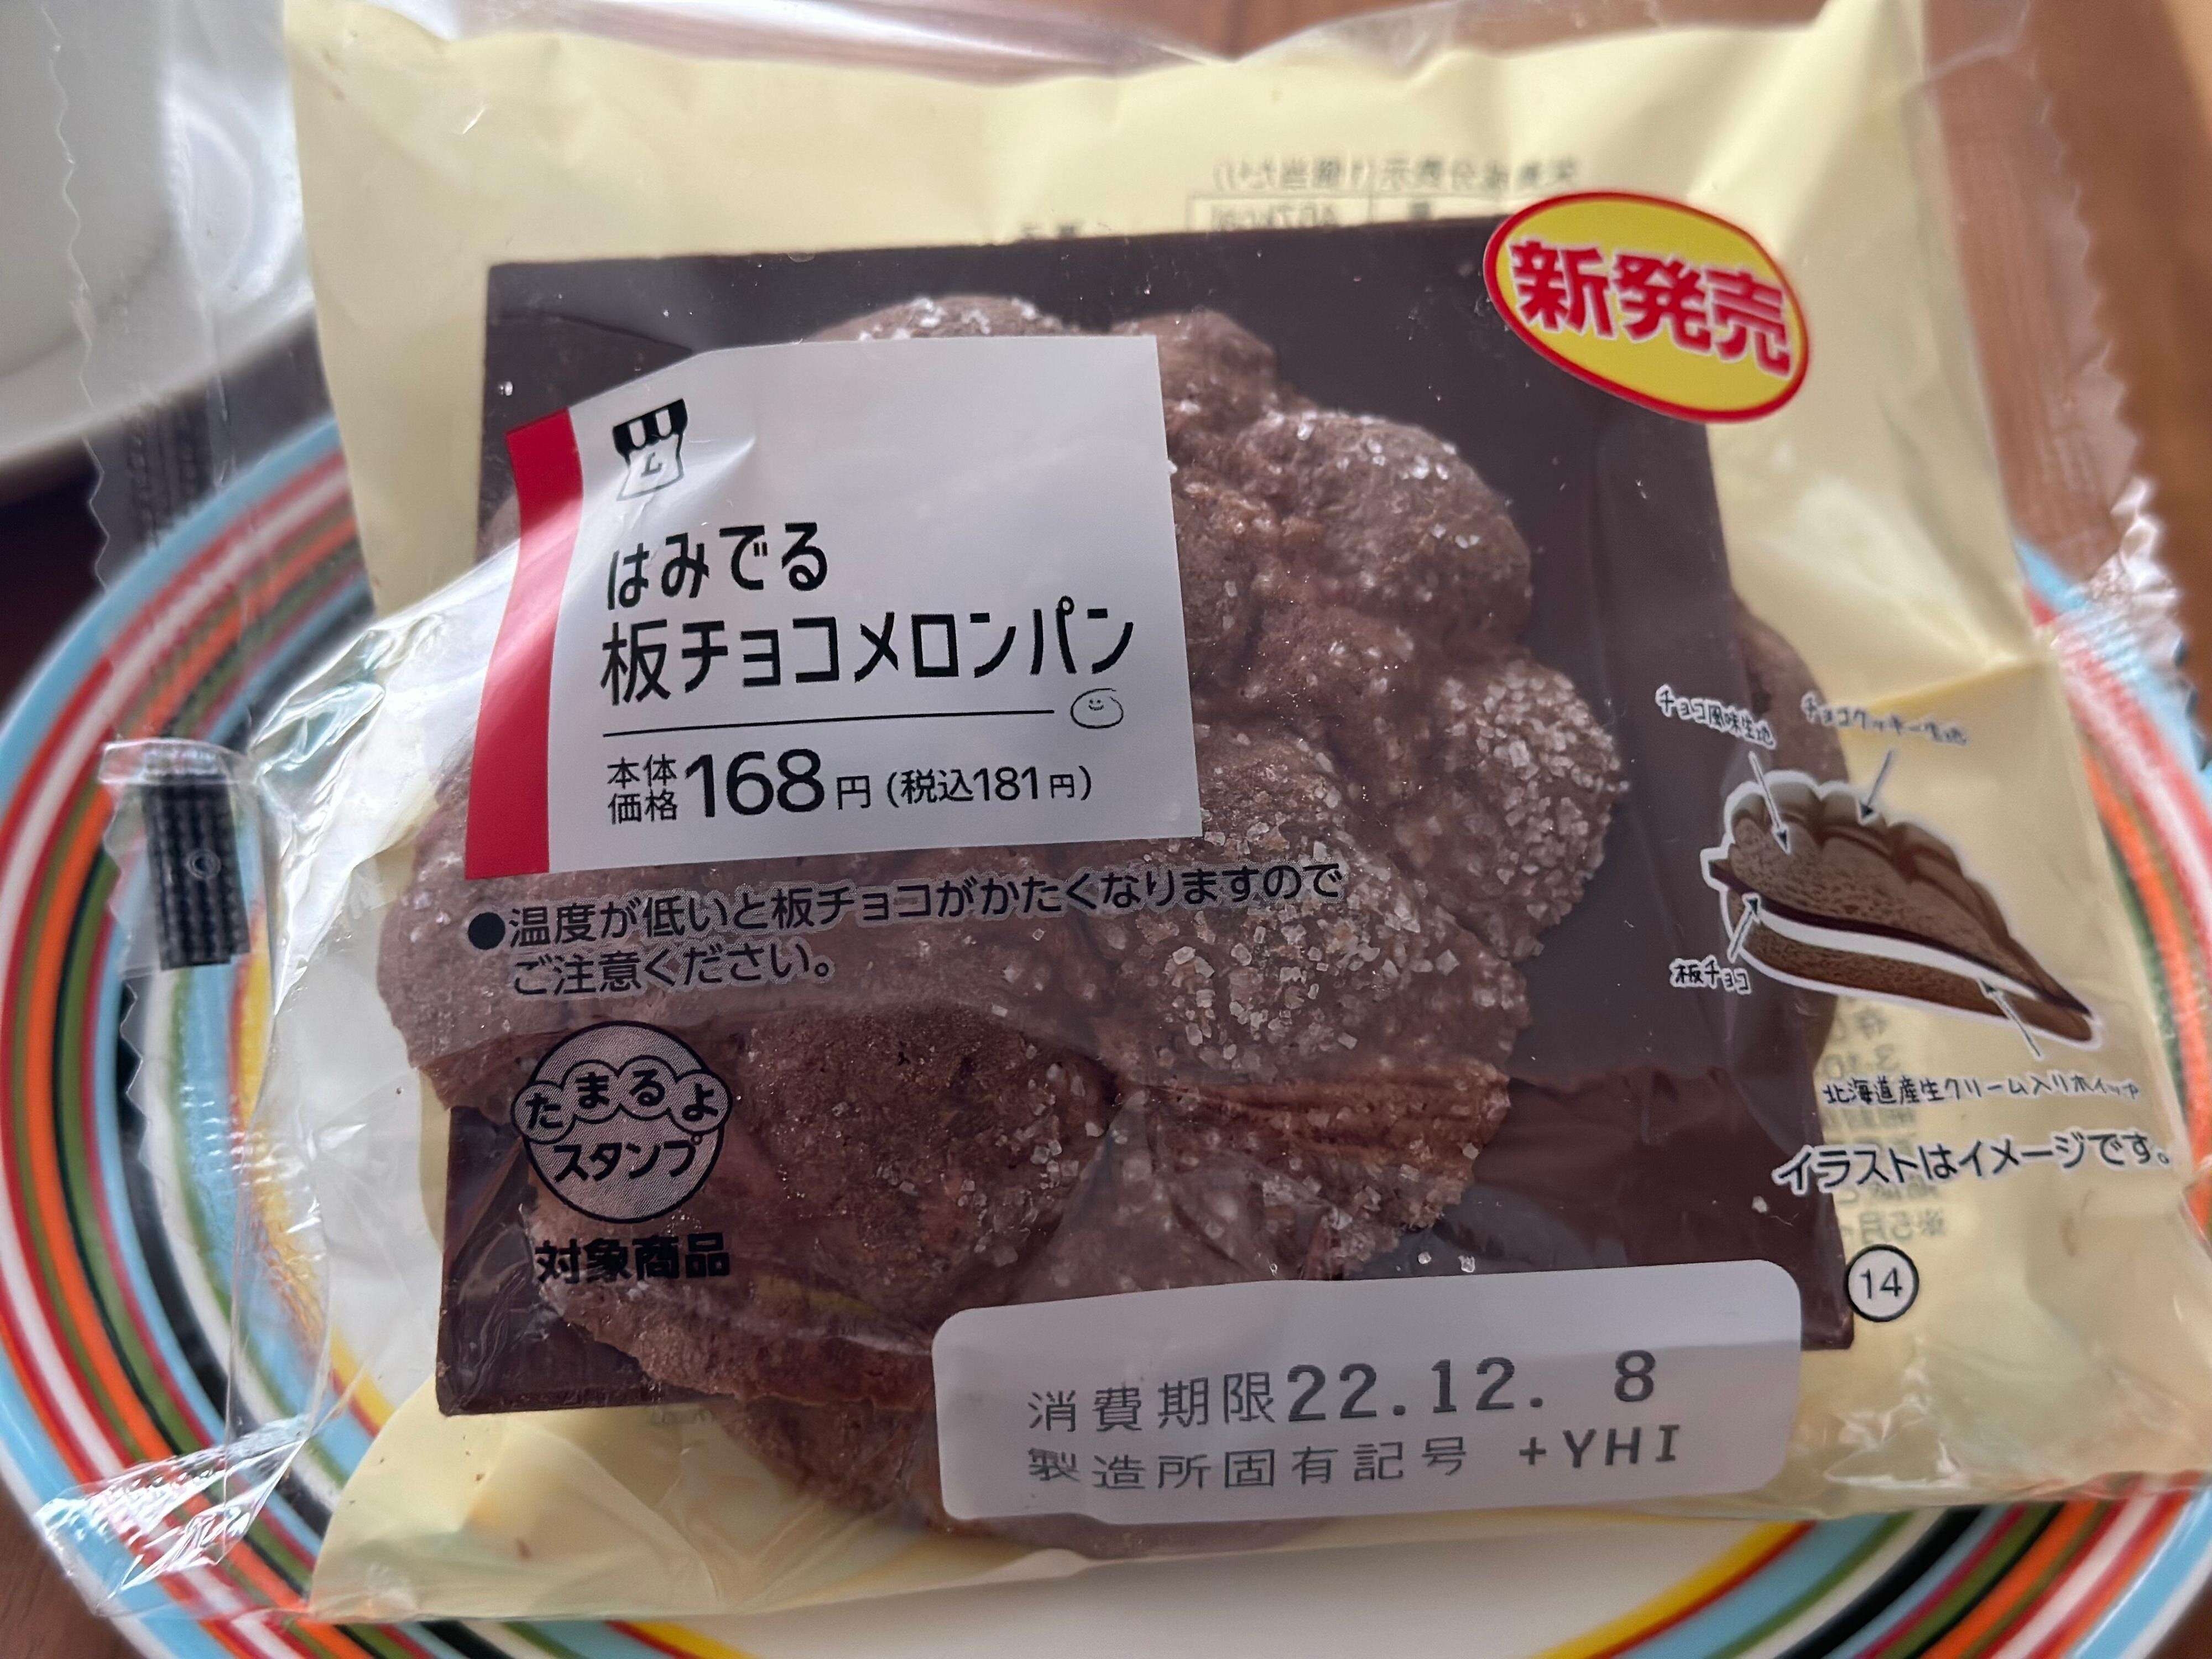 新発売
はみでる
板チョコメロンパン
本体価格168円(税込181円)
●温度が低いと板チョコがかたくなりますので
ご注意ください。
たまるよ
スタンプ
対象商品
チョコ風味生地
チョコクッキー生地
板チョコ
北海道産生クリーム入りホイップ
イラストはイメージです。
14
消費期限22.12. 8
製造所固有記号 +YHI